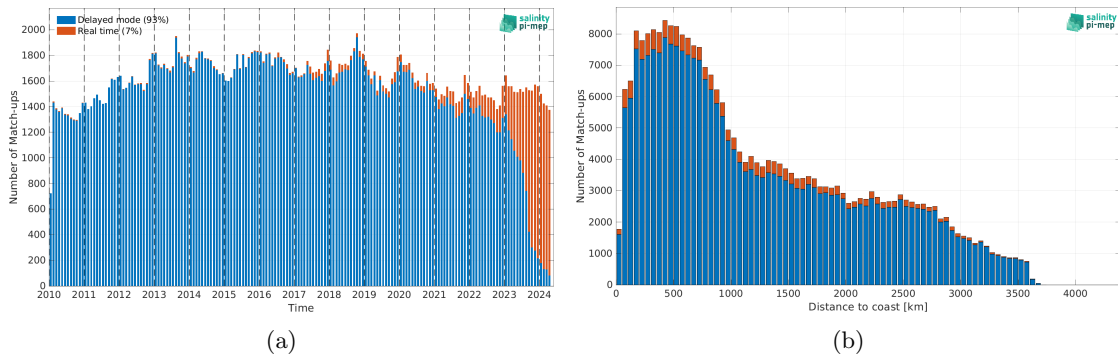 Delayed mode (93%)
Real time (7%)
salinity
pi-mep
Number of Match-ups
2000
1800
1600
1400
1200
1000
800
600
400
200
0
2010 2011 2012 2013 2014 2015 2016 2017 2018 2019 2020 2021 2022 2023 2024
Time
(a)
salinity
pi-mep
Number of Match-ups
8000
7000
6000
5000
4000
3000
2000
1000
0
0 500 1000 1500 2000 2500 3000 3500 4000
Distance to coast [km]
(b)